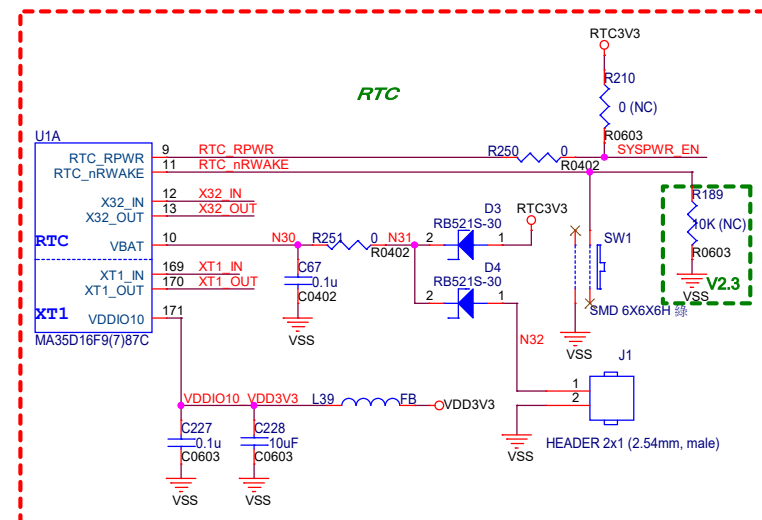 RTC3V3
R210
0 (NC)
R0603
RTC
U1A
RTC_RPWR 9 RTC_RPWR R250 0 SYSPWR_EN
RTC_nRWAKE 11 RTC_nRWAKE R0402
X32_IN 12 X32_IN
X32_OUT 13 X32_OUT
R189
10K (NC)
R0603
V2.3
VSS
RTC
VBAT 10 N30 R251 0 N31
R0402
D3
RB521S-30
2 1
RTC3V3
SW1
SMD 6X6X6H 綠
VSS
C67
0.1u
C0402
VSS
D4
RB521S-30
2 1
N32
XT1_IN 169 XT1_IN
XT1_OUT 170 XT1_OUT
XT1
VDDIO10 171
MA35D16F9(7)87C
J1
1
2
HEADER 2x1 (2.54mm, male)
VSS
VDDIO10_VDD3V3 L39 FB VDD3V3
C227
0.1u
C0603
VSS
C228
10uF
C0603
VSS